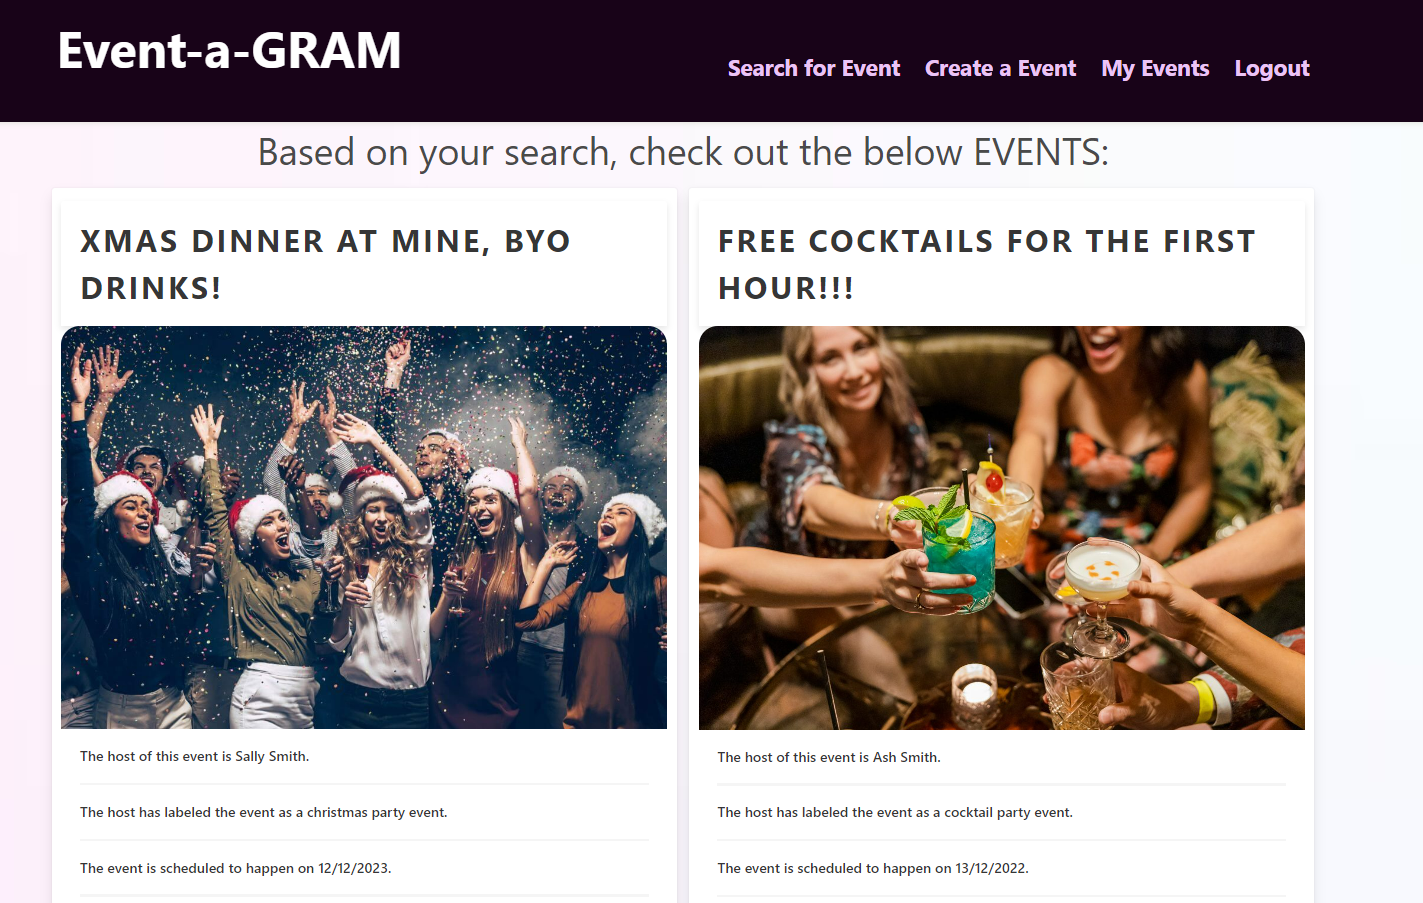 Event-a-GRAM
Search for Event Create a Event My Events Logout
Based on your search, check out the below EVENTS:
XMAS DINNER AT MINE, BYO
DRINKS!
The host of this event is Sally Smith.
The host has labeled the event as a christmas party event.
The event is scheduled to happen on 12/12/2023.
FREE COCKTAILS FOR THE FIRST
HOUR!!!
The host of this event is Ash Smith.
The host has labeled the event as a cocktail party event.
The event is scheduled to happen on 13/12/2022.